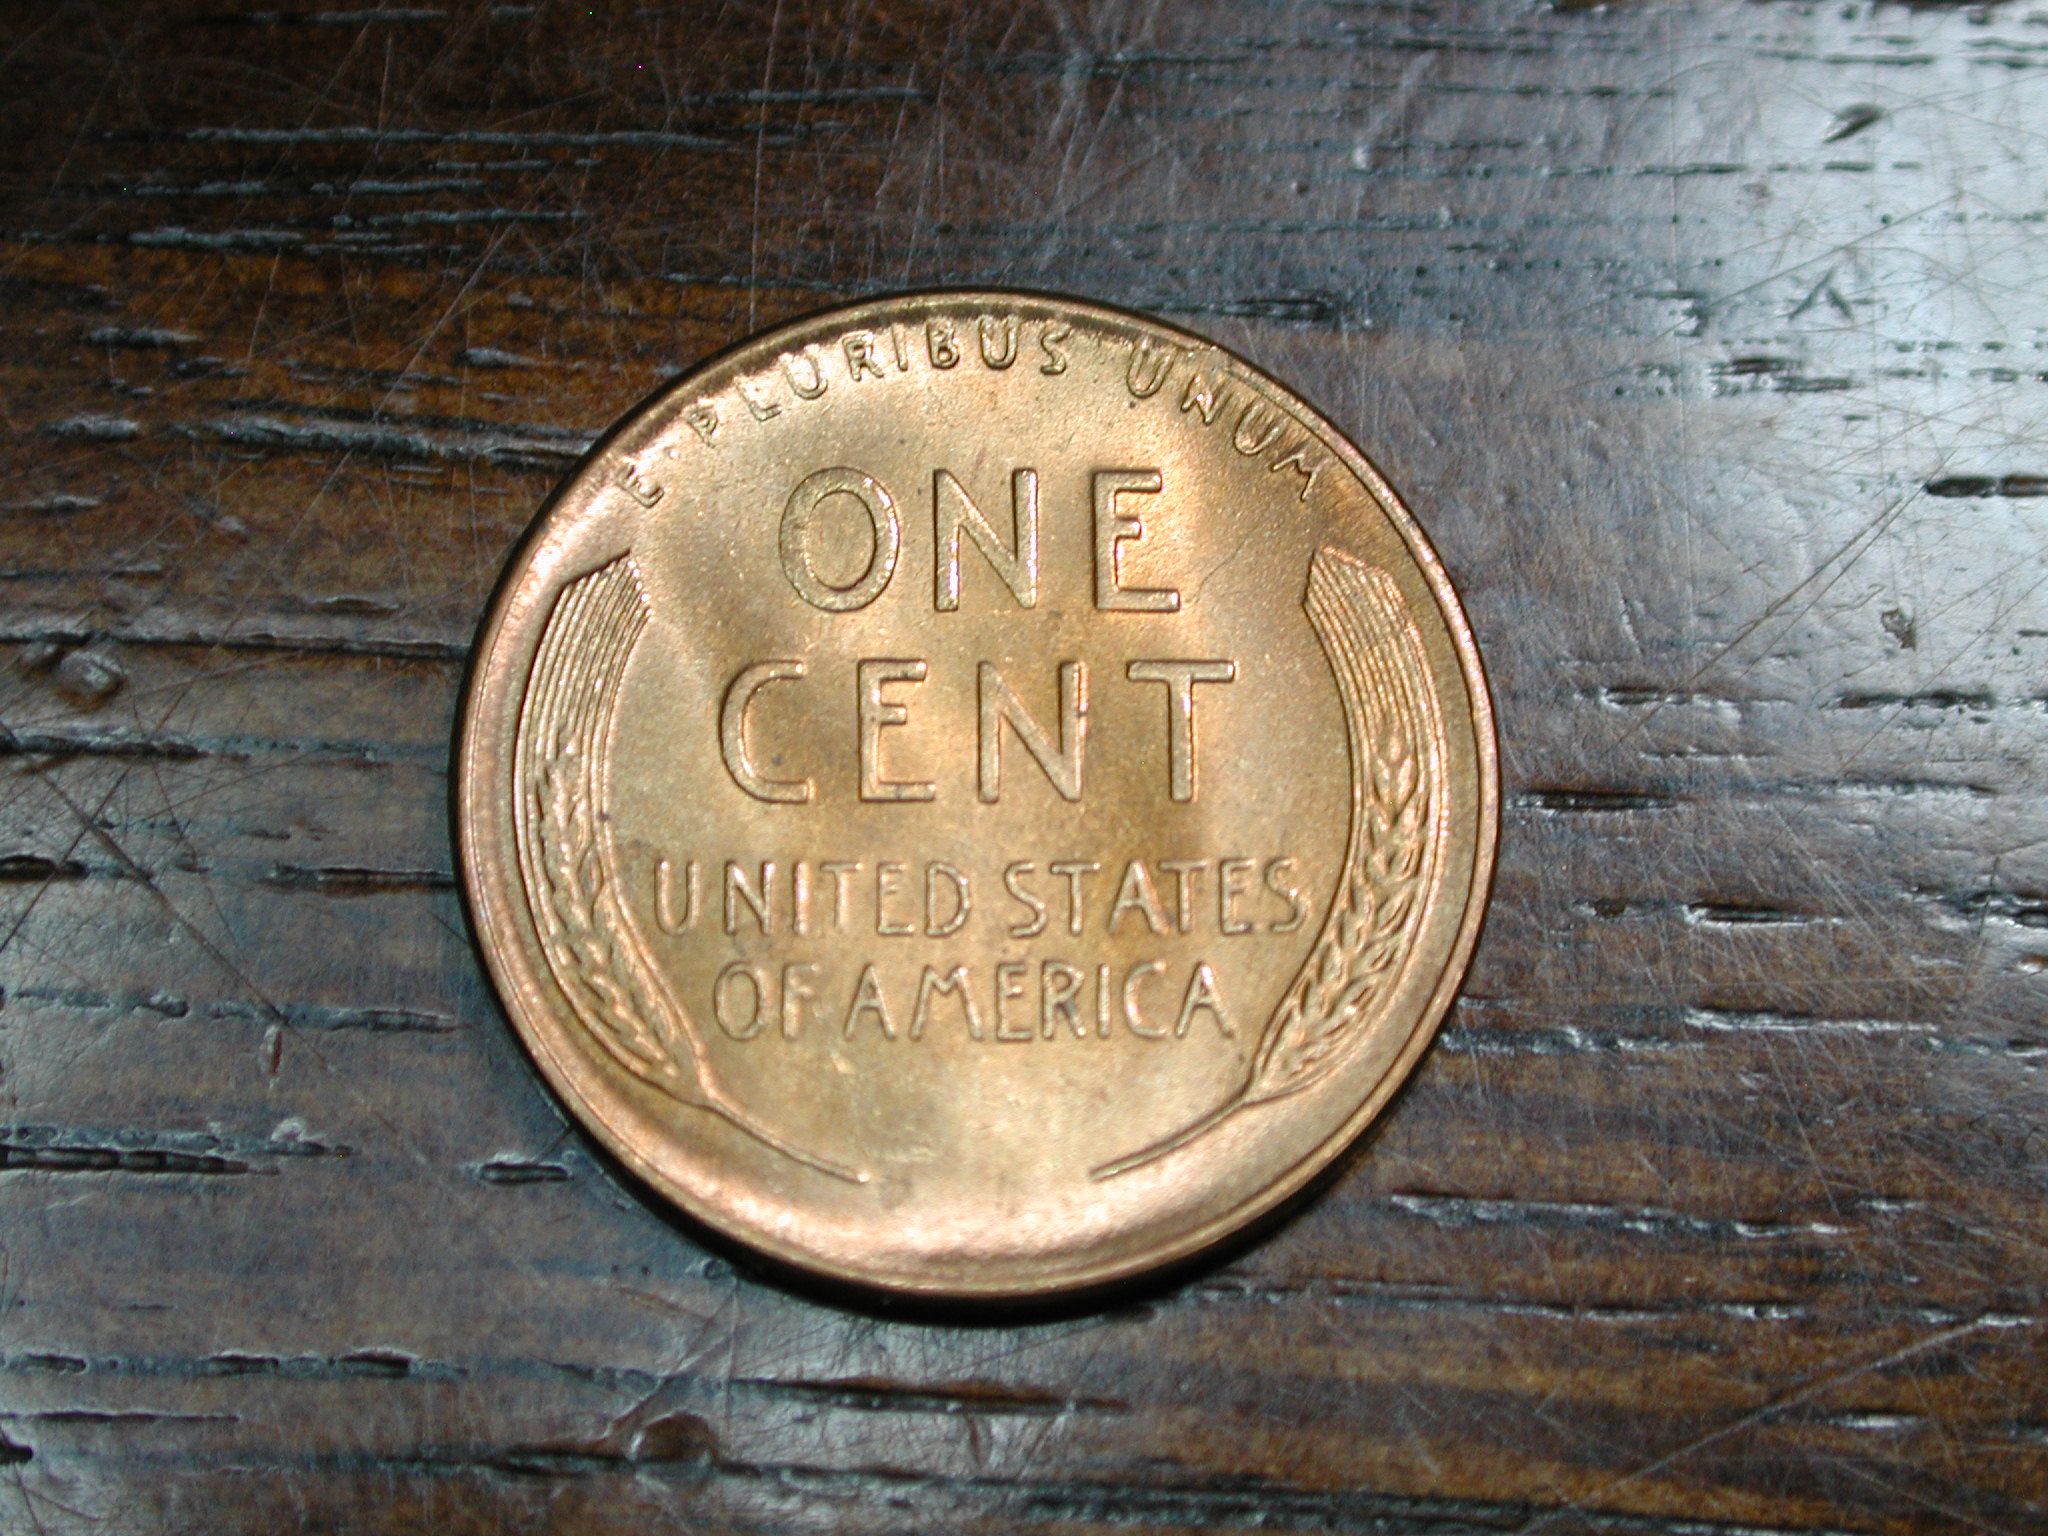 E·PLURIBUS·UNUM
ONE
CENT
UNITED STATES
OF AMERICA